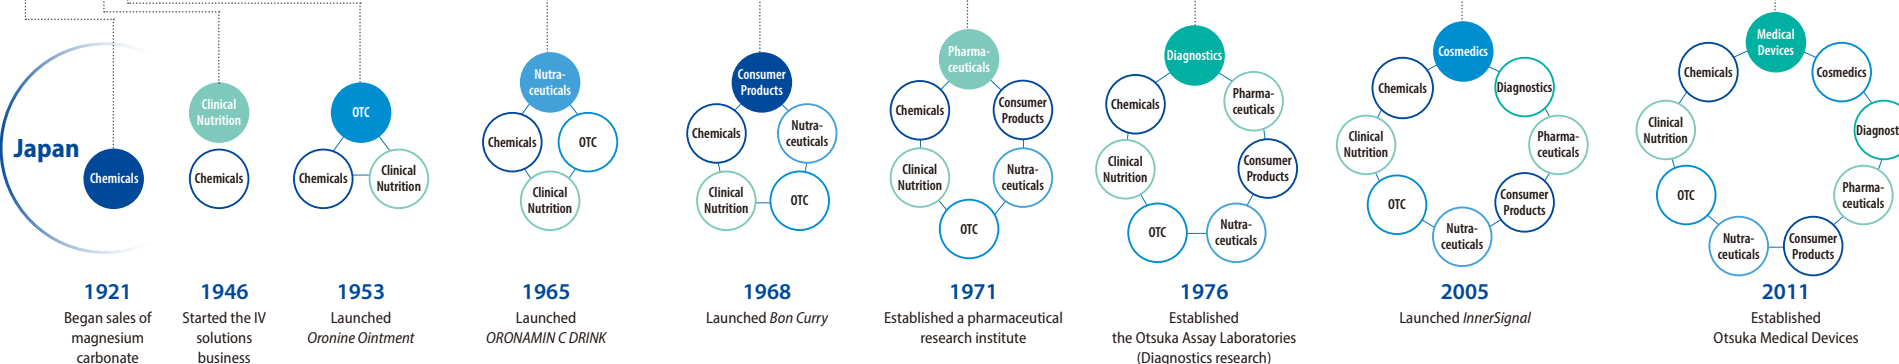 Japan
Chemicals
1921
Began sales of
magnesium
carbonate
Clinical
Nutrition
Chemicals
1946
Started the IV
solutions
business
OTC
Chemicals
Clinical
Nutrition
1953
Launched
Oronine Ointment
Nutra-
ceuticals
Chemicals
OTC
Clinical
Nutrition
1965
Launched
ORONAMIN C DRINK
Consumer
Products
Chemicals
Nutra-
ceuticals
Clinical
Nutrition
OTC
1968
Launched Bon Curry
Pharma-
ceuticals
Chemicals
Consumer
Products
Clinical
Nutrition
Nutra-
ceuticals
OTC
1971
Established a pharmaceutical
research institute
Diagnostics
Chemicals
Pharma-
ceuticals
Clinical
Nutrition
Consumer
Products
OTC
Nutra-
ceuticals
1976
Established
the Otsuka Assay Laboratories
(Diagnostics research)
Cosmedics
Chemicals
Diagnostics
Clinical
Nutrition
Pharma-
ceuticals
OTC
Consumer
Products
Nutra-
ceuticals
2005
Launched InnerSignal
Medical
Devices
Chemicals
Cosmedics
Clinical
Nutrition
Diagnost
OTC
Pharma-
ceuticals
Nutra-
ceuticals
Consumer
Products
2011
Established
Otsuka Medical Devices